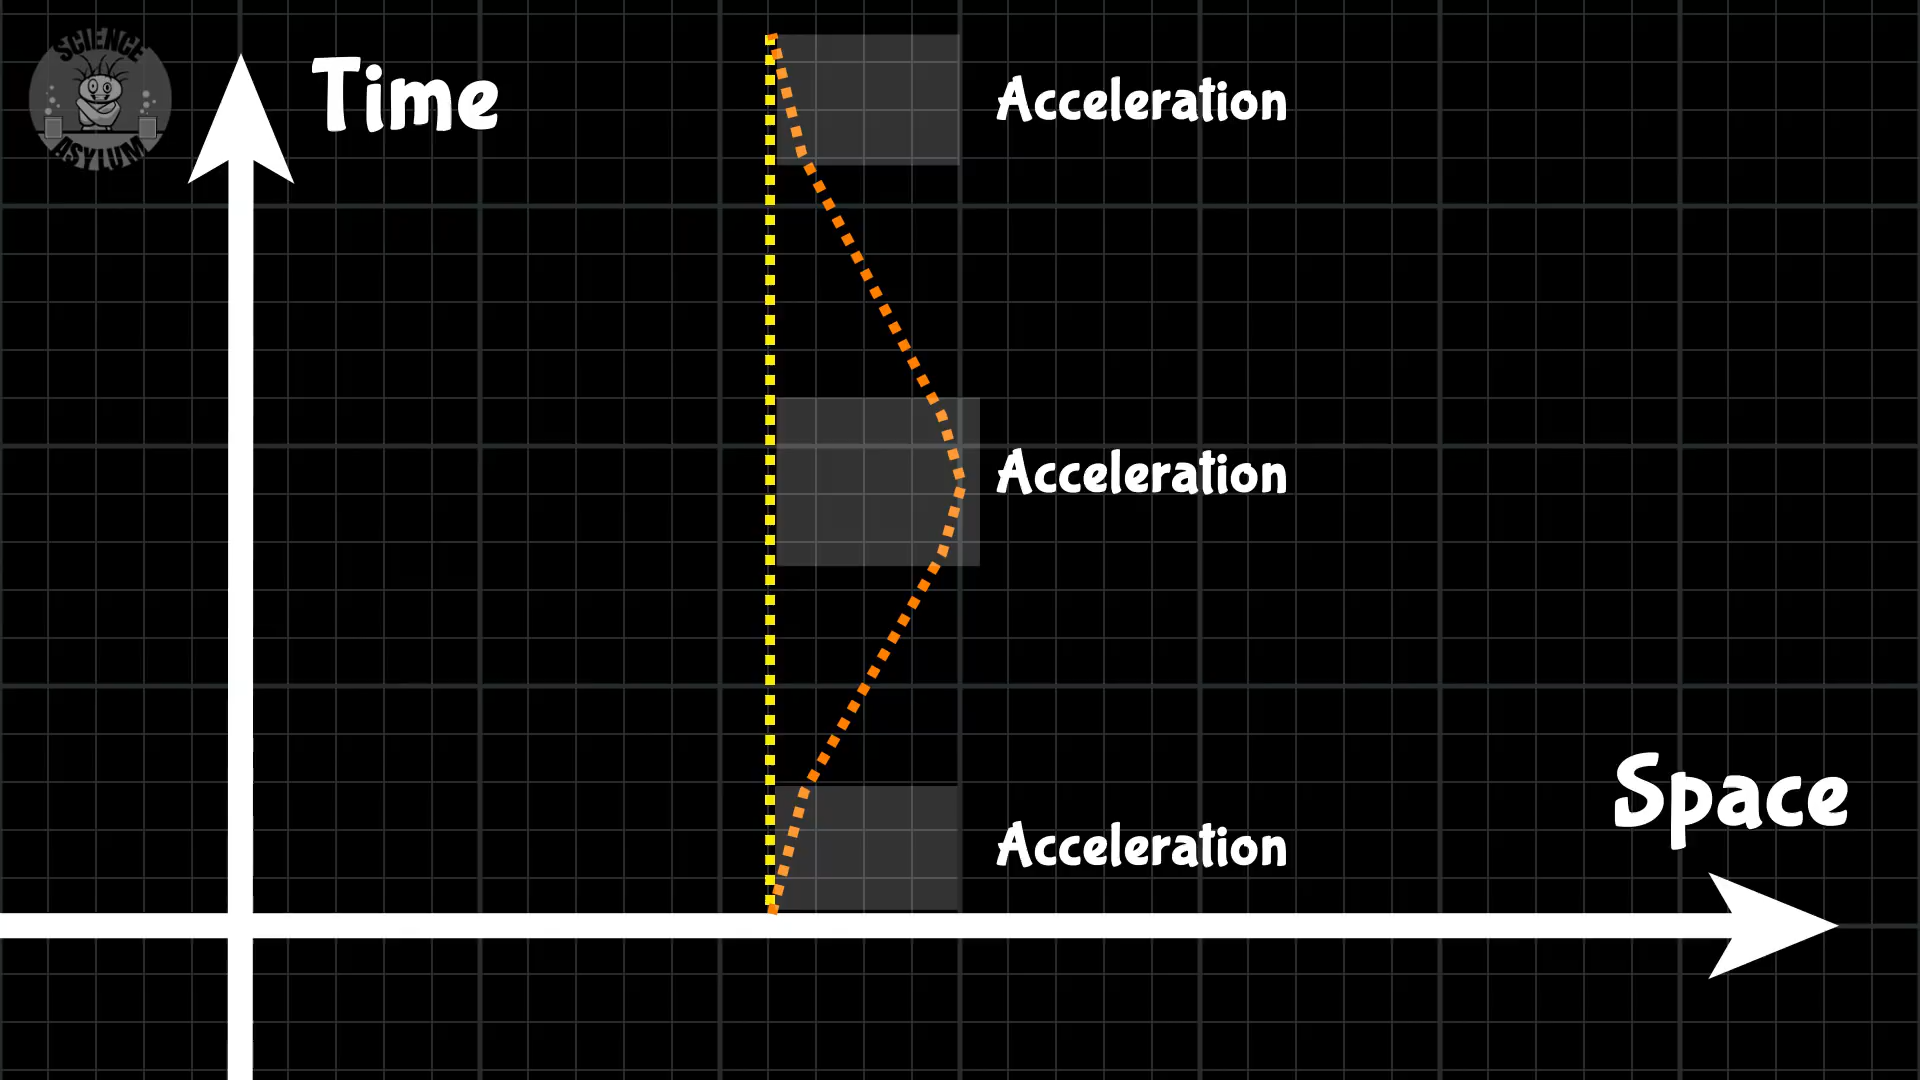 SCIENCE
ASYLUM
Time
Acceleration
Acceleration
Space
Acceleration